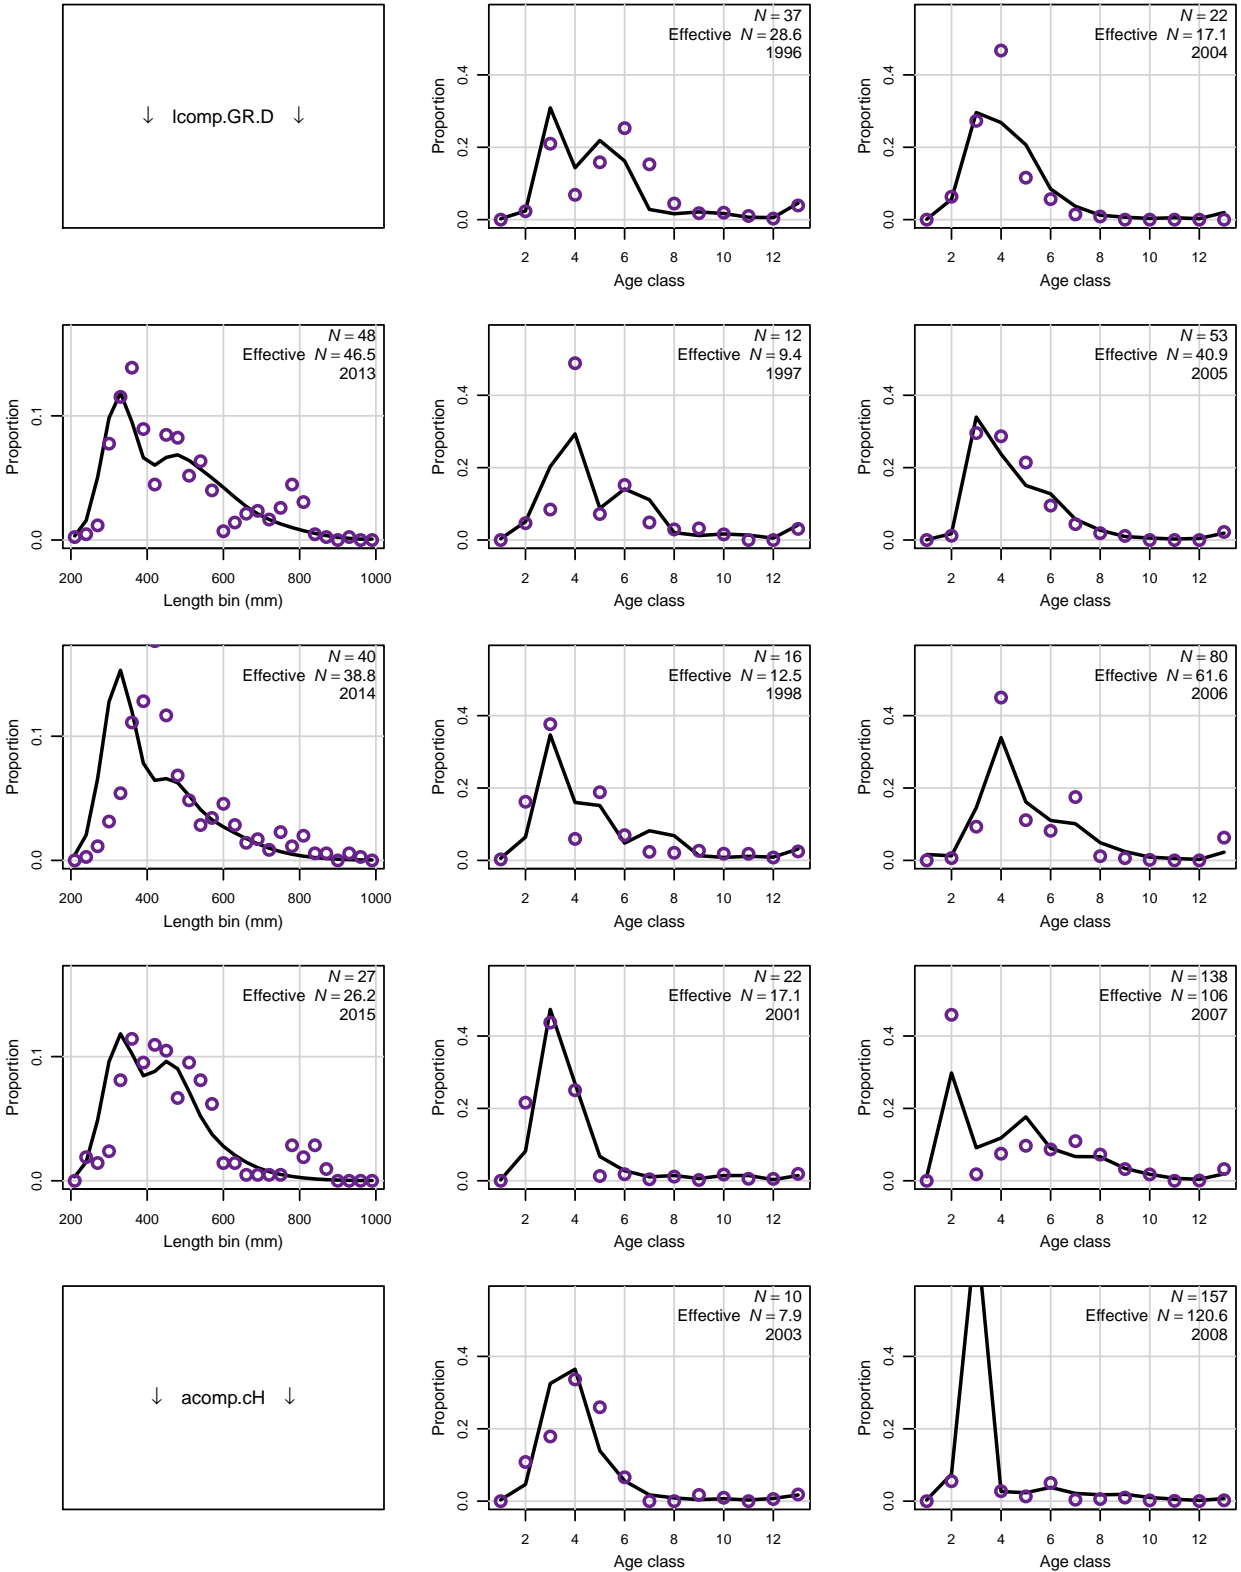 ↓ lcomp.GR.D ↓
N = 37
Effective N = 28.6
1996
Proportion
0.0 0.2 0.4
2 4 6 8 10 12
Age class
N = 22
Effective N = 17.1
2004
Proportion
0.0 0.2 0.4
2 4 6 8 10 12
Age class
N = 48
Effective N = 46.5
2013
Proportion
0.0 0.1
200 400 600 800 1000
Length bin (mm)
N = 12
Effective N = 9.4
1997
Proportion
0.0 0.2 0.4
2 4 6 8 10 12
Age class
N = 53
Effective N = 40.9
2005
Proportion
0.0 0.2 0.4
2 4 6 8 10 12
Age class
N = 40
Effective N = 38.8
2014
Proportion
0.0 0.1
200 400 600 800 1000
Length bin (mm)
N = 16
Effective N = 12.5
1998
Proportion
0.0 0.2 0.4
2 4 6 8 10 12
Age class
N = 80
Effective N = 61.6
2006
Proportion
0.0 0.2 0.4
2 4 6 8 10 12
Age class
N = 27
Effective N = 26.2
2015
Proportion
0.0 0.1
200 400 600 800 1000
Length bin (mm)
N = 22
Effective N = 17.1
2001
Proportion
0.0 0.2 0.4
2 4 6 8 10 12
Age class
N = 138
Effective N = 106
2007
Proportion
0.0 0.2 0.4
2 4 6 8 10 12
Age class
↓ acomp.cH ↓
N = 10
Effective N = 7.9
2003
Proportion
0.0 0.2 0.4
2 4 6 8 10 12
Age class
N = 157
Effective N = 120.6
2008
Proportion
0.0 0.2 0.4
2 4 6 8 10 12
Age class